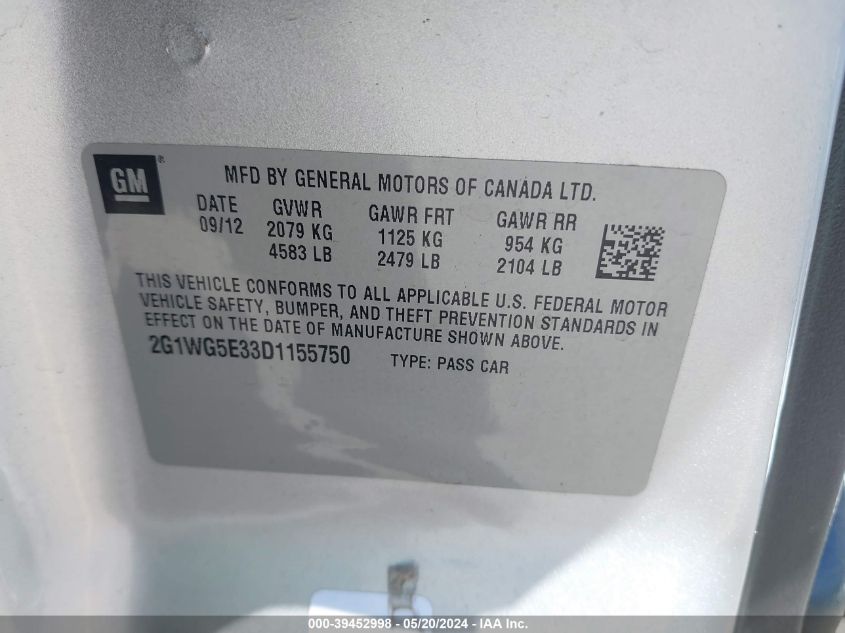 GM®
MFD BY GENERAL MOTORS OF CANADA LTD.
DATE GVWR GAWR FRT GAWR RR
09/12 2079 KG 1125 KG 954 KG
4583 LB 2479 LB 2104 LB
THIS VEHICLE CONFORMS TO ALL APPLICABLE U.S. FEDERAL MOTOR
VEHICLE SAFETY, BUMPER, AND THEFT PREVENTION STANDARDS IN
EFFECT ON THE DATE OF MANUFACTURE SHOWN ABOVE.
2G1WG5E33D1155750 TYPE: PASS CAR
000-39452998 - 05/20/2024 - IAA Inc.